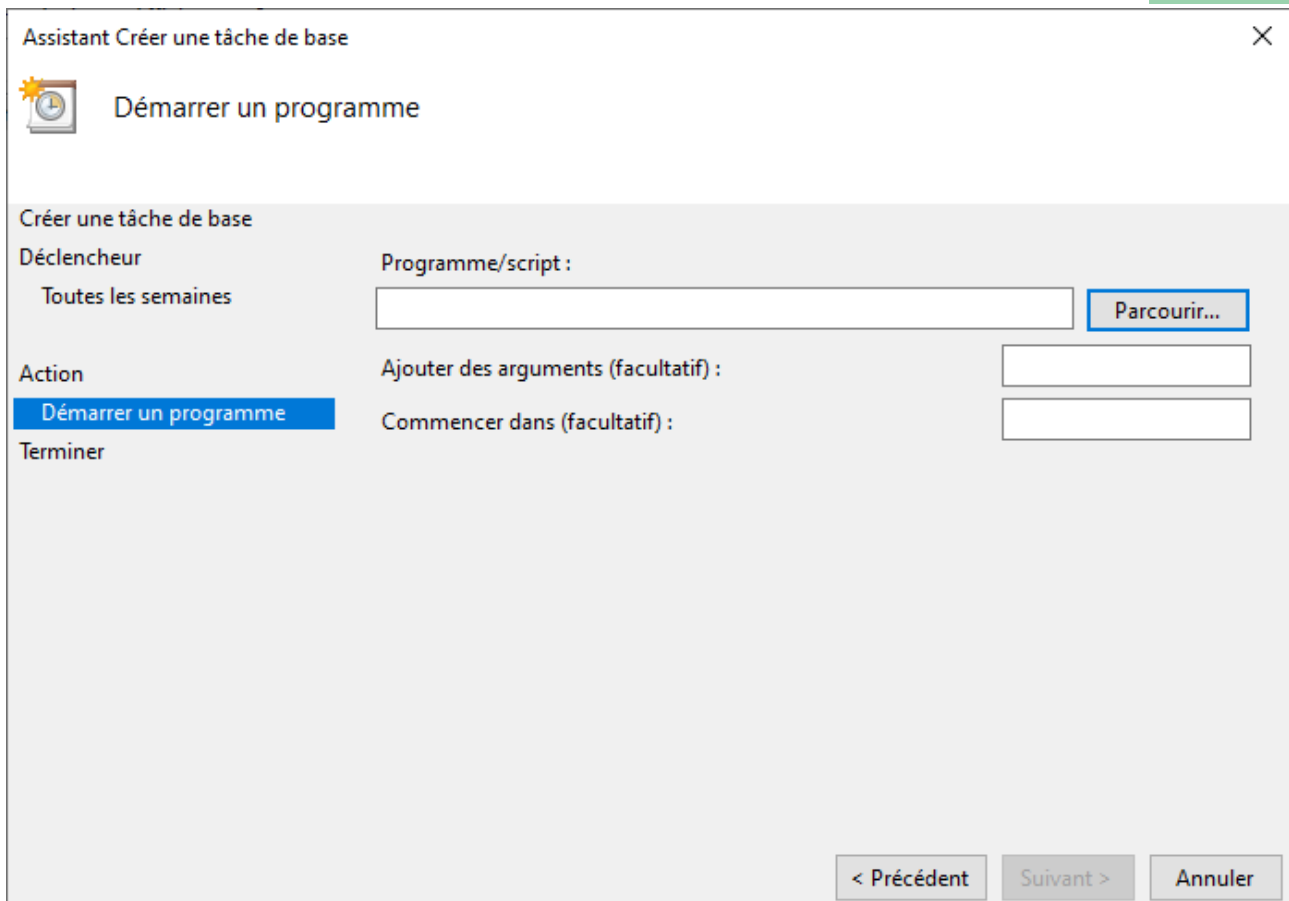 Assistant Créer une tâche de base
Démarrer un programme
Créer une tâche de base
Déclencheur
Toutes les semaines
Action
Démarrer un programme
Terminer
Programme/script :
Parcourir...
Ajouter des arguments (facultatif) :
Commencer dans (facultatif) :
< Précédent
Suivant >
Annuler